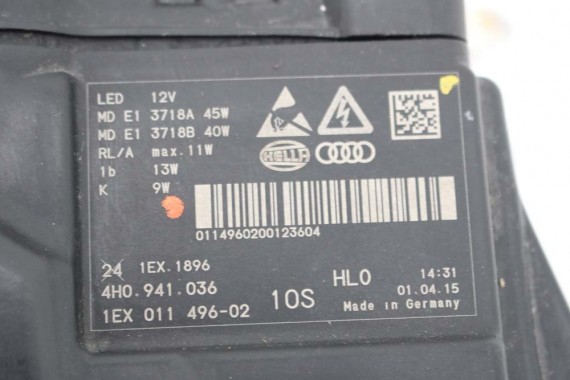 LED 12V
MD E1 3718A 45W
MD E1 3718B 40W
RL/A max.11W
1b 13W
K 9W
HELLA
0114960200123604
24 1EX.1896
4H0.941.036
1EX 011 496-02
10S
HL0
14:31
01.04.15
Made in Germany